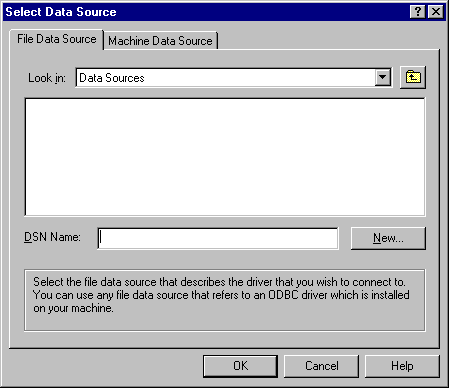 Select Data Source
File Data Source
Machine Data Source
Look in: Data Sources
DSN Name:
New...
Select the file data source that describes the driver that you wish to connect to.
You can use any file data source that refers to an ODBC driver which is installed
on your machine.
OK
Cancel
Help